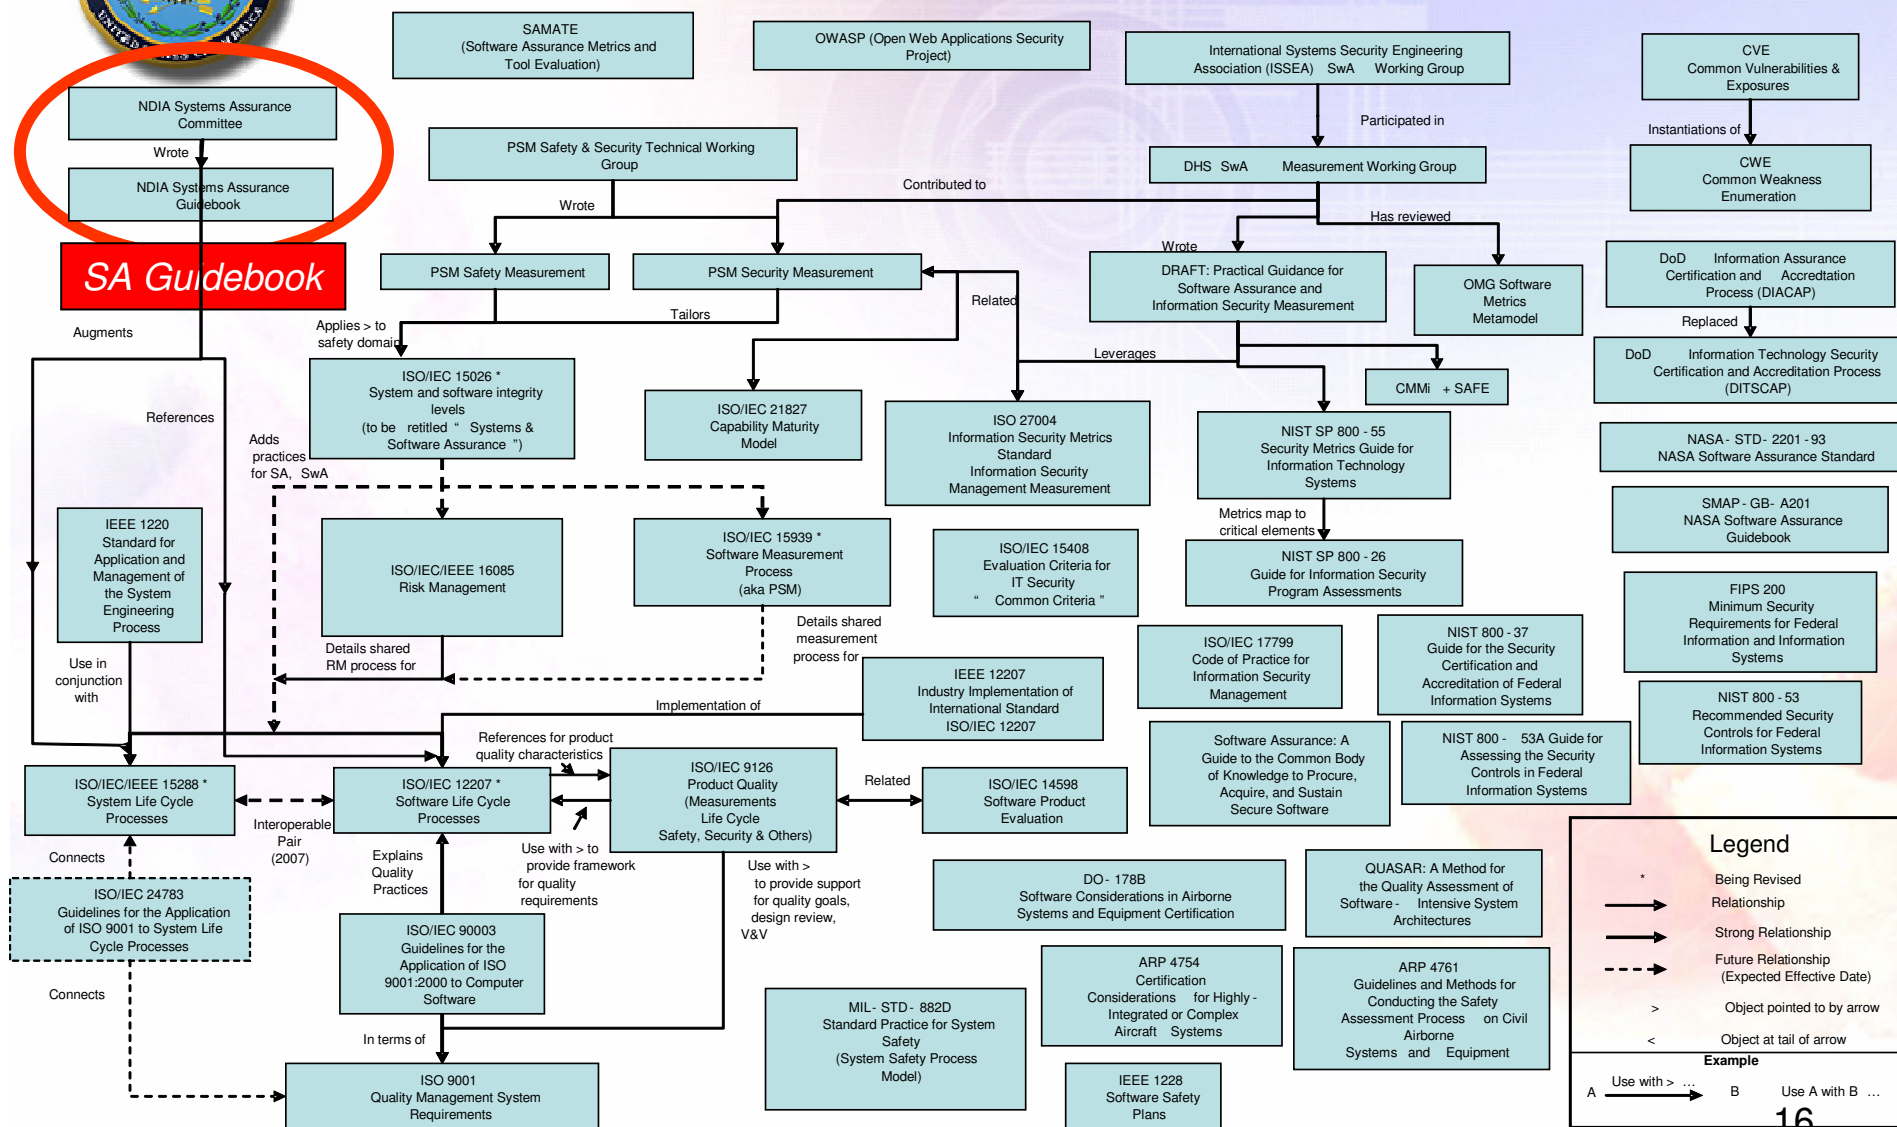 UNITED STATES OF AMERICA
SAMATE
(Software Assurance Metrics and
Tool Evaluation)
OWASP (Open Web Applications Security
Project)
International Systems Security Engineering
Association (ISSEA) SwA Working Group
CVE
Common Vulnerabilities &
Exposures
NDIA Systems Assurance
Committee
Wrote
NDIA Systems Assurance
Guidebook
SA Guidebook
PSM Safety & Security Technical Working
Group
Participated in
Instantiations of
DHS SwA Measurement Working Group
CWE
Common Weakness
Enumeration
Contributed to
Wrote
Has reviewed
Wrote
PSM Safety Measurement
PSM Security Measurement
DRAFT: Practical Guidance for
Software Assurance and
Information Security Measurement
OMG Software
Metrics
Metamodel
DoD Information Assurance
Certification and Accredtation
Process (DIACAP)
Replaced
DoD Information Technology Security
Certification and Accreditation Process
(DITSCAP)
Augments
Applies > to
safety domain
Tailors
Related
Leverages
References
ISO/IEC 15026 *
System and software integrity
levels
(to be retitled “ Systems &
Software Assurance ”)
ISO/IEC 21827
Capability Maturity
Model
ISO 27004
Information Security Metrics
Standard
Information Security
Management Measurement
CMMi + SAFE
NIST SP 800 - 55
Security Metrics Guide for
Information Technology
Systems
NASA- STD- 2201 - 93
NASA Software Assurance Standard
Adds
practices
for SA, SwA
SMAP - GB- A201
NASA Software Assurance
Guidebook
IEEE 1220
Standard for
Application and
Management of
the System
Engineering
Process
ISO/IEC/IEEE 16085
Risk Management
ISO/IEC 15939 *
Software Measurement
Process
(aka PSM)
ISO/IEC 15408
Evaluation Criteria for
IT Security
“ Common Criteria ”
Metrics map to
critical elements
NIST SP 800 - 26
Guide for Information Security
Program Assessments
FIPS 200
Minimum Security
Requirements for Federal
Information and Information
Systems
Use in
conjunction
with
Details shared
RM process for
Details shared
measurement
process for
ISO/IEC 17799
Code of Practice for
Information Security
Management
NIST 800 - 37
Guide for the Security
Certification and
Accreditation of Federal
Information Systems
IEEE 12207
Industry Implementation of
International Standard
ISO/IEC 12207
NIST 800 - 53
Recommended Security
Controls for Federal
Information Systems
Implementation of
References for product
quality characteristics
Software Assurance: A
Guide to the Common Body
of Knowledge to Procure,
Acquire, and Sustain
Secure Software
NIST 800 - 53A Guide for
Assessing the Security
Controls in Federal
Information Systems
ISO/IEC/IEEE 15288 *
System Life Cycle
Processes
ISO/IEC 12207 *
Software Life Cycle
Processes
ISO/IEC 9126
Product Quality
(Measurements
Life Cycle
Safety, Security & Others)
Related
ISO/IEC 14598
Software Product
Evaluation
Interoperable
Pair
(2007)
Connects
Explains
Quality
Practices
Use with > to
provide framework
for quality
requirements
Use with >
to provide support
for quality goals,
design review,
V&V
ISO/IEC 24783
Guidelines for the Application
of ISO 9001 to System Life
Cycle Processes
DO- 178B
Software Considerations in Airborne
Systems and Equipment Certification
QUASAR: A Method for
the Quality Assessment of
Software - Intensive System
Architectures
ISO/IEC 90003
Guidelines for the
Application of ISO
9001:2000 to Computer
Software
ARP 4754
Certification
Considerations for Highly -
Integrated or Complex
Aircraft Systems
ARP 4761
Guidelines and Methods for
Conducting the Safety
Assessment Process on Civil
Airborne
Systems and Equipment
Connects
MIL- STD - 882D
Standard Practice for System
Safety
(System Safety Process
Model)
In terms of
ISO 9001
Quality Management System
Requirements
IEEE 1228
Software Safety
Plans
Legend
* Being Revised
Relationship
Strong Relationship
Future Relationship
(Expected Effective Date)
> Object pointed to by arrow
< Object at tail of arrow
Example
A Use with > … B Use A with B …
16